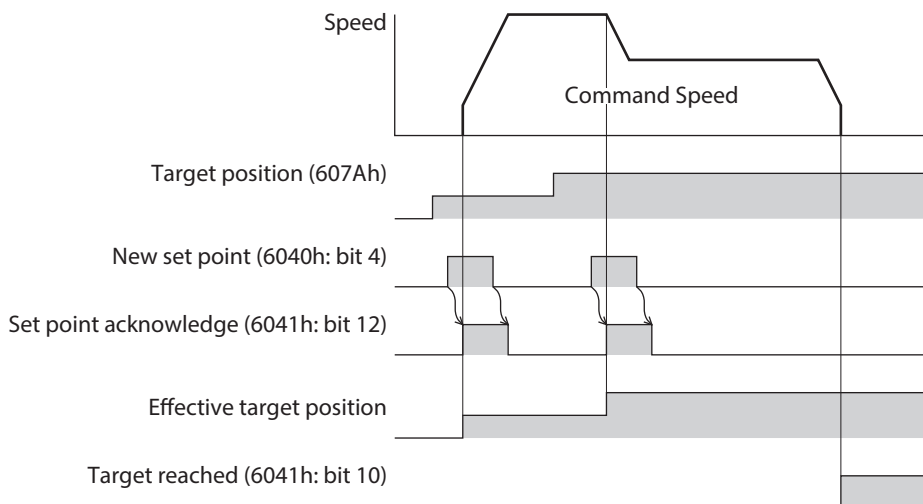 Speed
Command Speed
Target position (607Ah)
New set point (6040h: bit 4)
Set point acknowledge (6041h: bit 12)
Effective target position
Target reached (6041h: bit 10)